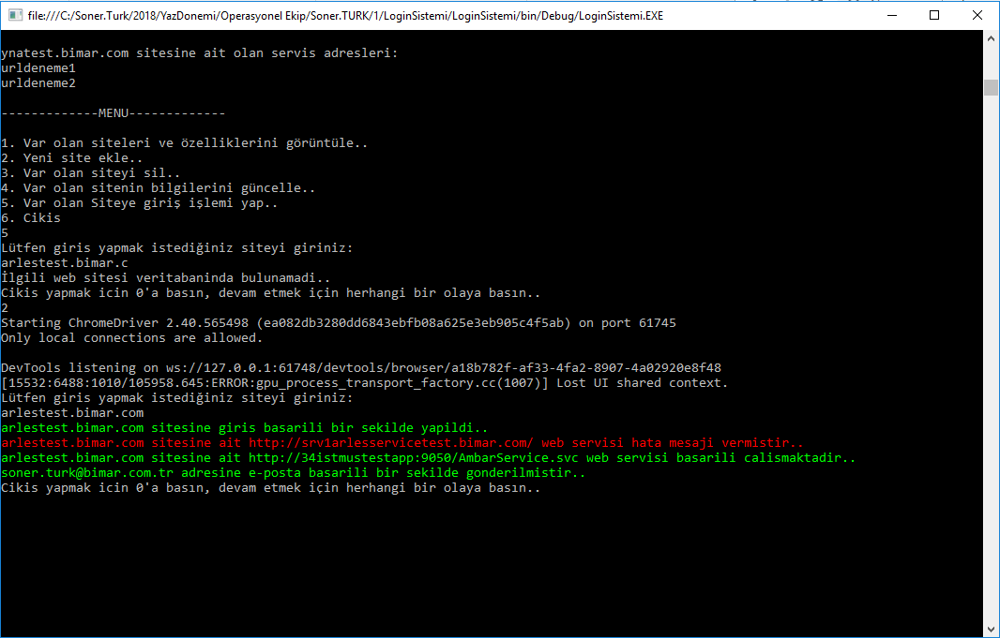 file:///C:/Soner.Turk/2018/YazDonemi/Operasyonel Ekip/Soner.TURK/1/LoginSistemi/LoginSistemi/bin/Debug/LoginSistemi.EXE
ynatest.bimar.com sitesine ait olan servis adresleri:
urldeneme1
urldeneme2
-------------MENU-------------
1. Var olan siteleri ve özelliklerini görüntüle..
2. Yeni site ekle..
3. Var olan siteyi sil..
4. Var olan sitenin bilgilerini güncelle..
5. Var olan Siteye giriş işlemi yap..
6. Cikis
5
Lütfen giris yapmak istediğiniz siteyi giriniz:
arlestest.bimar.c
İlgili web sitesi veritabaninda bulunamadi..
Cikis yapmak icin 0'a basın, devam etmek için herhangi bir olaya basın..
2
Starting ChromeDriver 2.40.565498 (ea082db3280dd6843ebfb08a625e3eb905c4f5ab) on port 61745
Only local connections are allowed.
DevTools listening on ws://127.0.0.1:61748/devtools/browser/a18b782f-af33-4fa2-8907-4a02920e8f48
[15532:6488:1010/105958.645:ERROR:gpu_process_transport_factory.cc(1007)] Lost UI shared context.
Lütfen giris yapmak istediğiniz siteyi giriniz:
arlestest.bimar.com
arlestest.bimar.com sitesine giris basarili bir sekilde yapildi..
arlestest.bimar.com sitesine ait http://srv1arlesservicetest.bimar.com/ web servisi hata mesaji vermistir..
arlestest.bimar.com sitesine ait http://34istmustestapp:9050/AmbarService.svc web servisi basarili calismaktadir..
soner.turk@bimar.com.tr adresine e-posta basarili bir sekilde gonderilmistir..
Cikis yapmak icin 0'a basın, devam etmek için herhangi bir olaya basın..